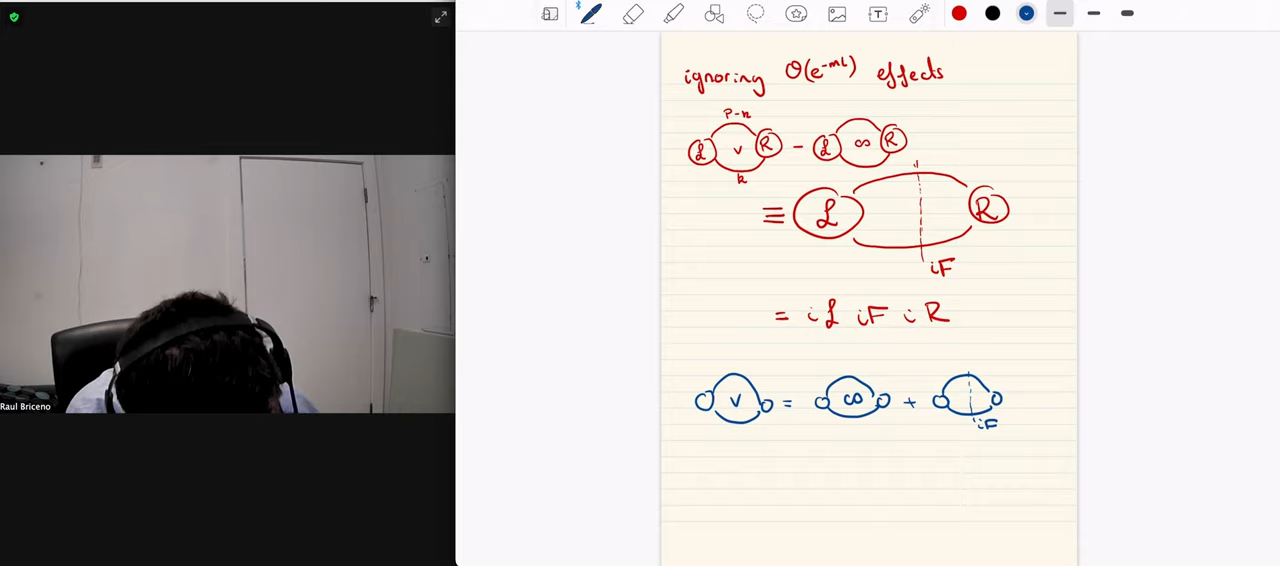 ignoring O(e^-mL) effects
P-k
L V R - L ∞ R
k
≡ L R
iF
= iL iF iR
V = ∞ +
iF
Raul Briceno